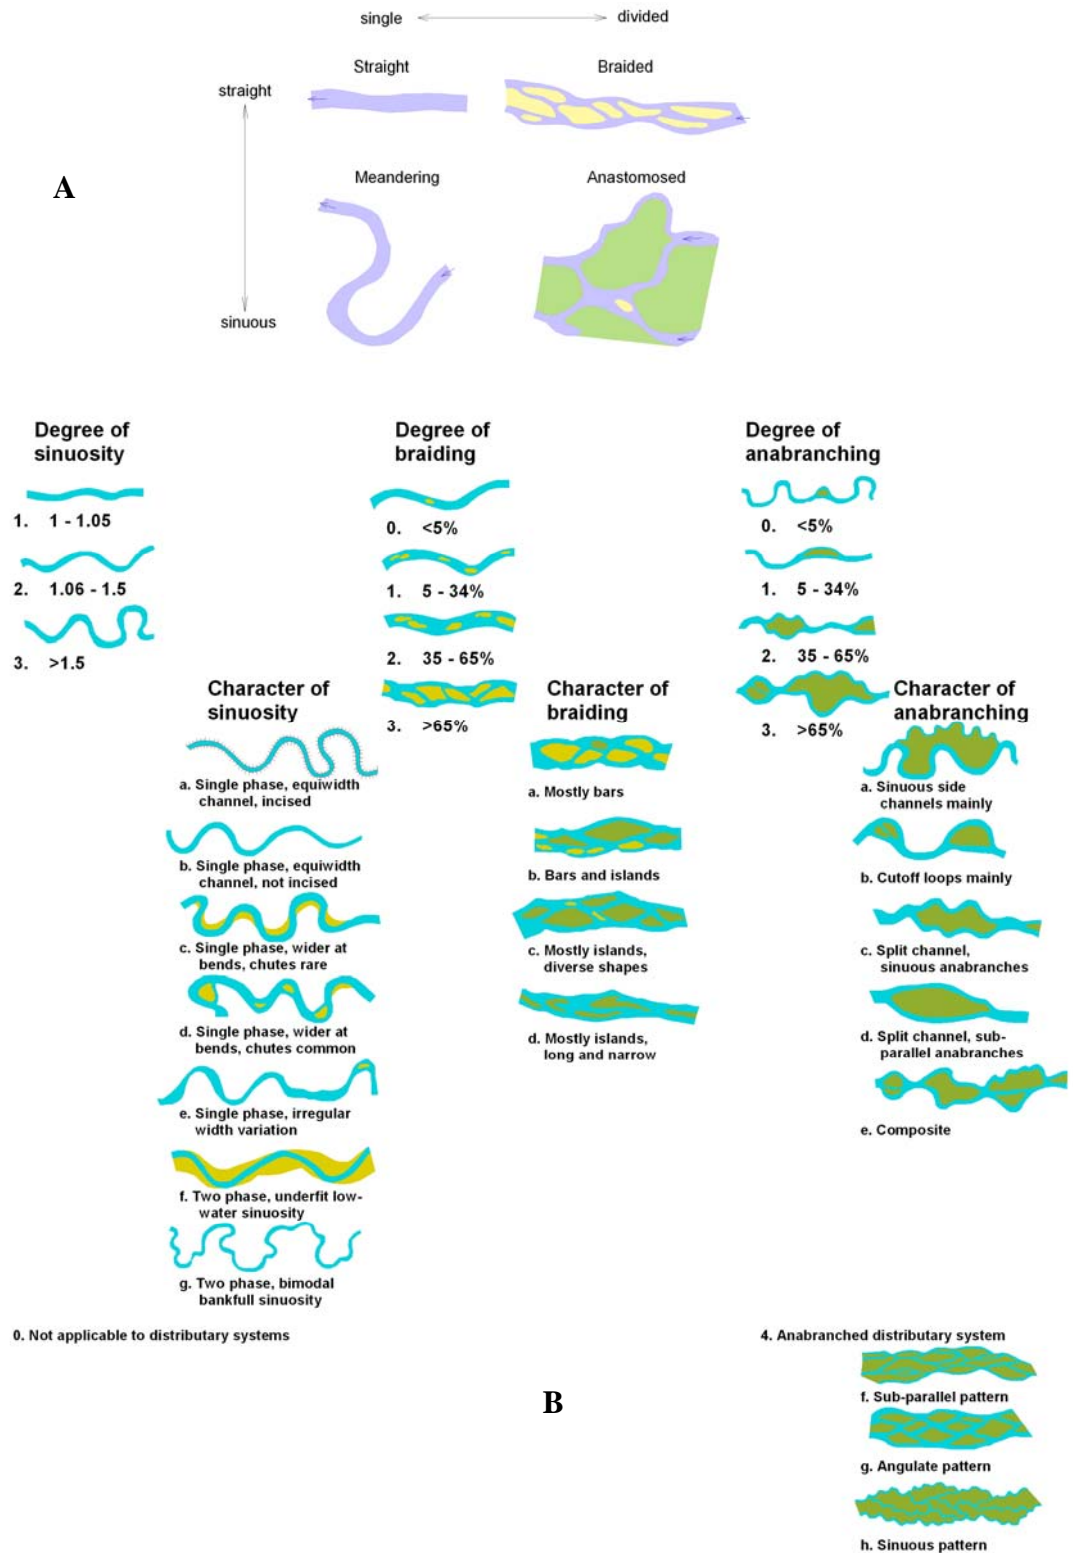 single
divided
Straight
Braided
straight
A
Meandering
Anastomosed
sinuous
Degree of
sinuosity
1. 1 - 1.05
2. 1.06 - 1.5
3. >1.5
Character of
sinuosity
a. Single phase, equiwidth
channel, incised
b. Single phase, equiwidth
channel, not incised
c. Single phase, wider at
bends, chutes rare
d. Single phase, wider at
bends, chutes common
e. Single phase, irregular
width variation
f. Two phase, underfit low-
water sinuosity
g. Two phase, bimodal
bankfull sinuosity
0. Not applicable to distributary systems
Degree of
braiding
0. <5%
1. 5 - 34%
2. 35 - 65%
3. >65%
Character of
braiding
a. Mostly bars
b. Bars and islands
c. Mostly islands,
diverse shapes
d. Mostly islands,
long and narrow
Degree of
anabranching
0. <5%
1. 5 - 34%
2. 35 - 65%
3. >65%
Character of
anabranching
a. Sinuous side
channels mainly
b. Cutoff loops mainly
c. Split channel,
sinuous anabranches
d. Split channel, sub-
parallel anabranches
e. Composite
4. Anabranched distributary system
f. Sub-parallel pattern
g. Angulate pattern
h. Sinuous pattern
B